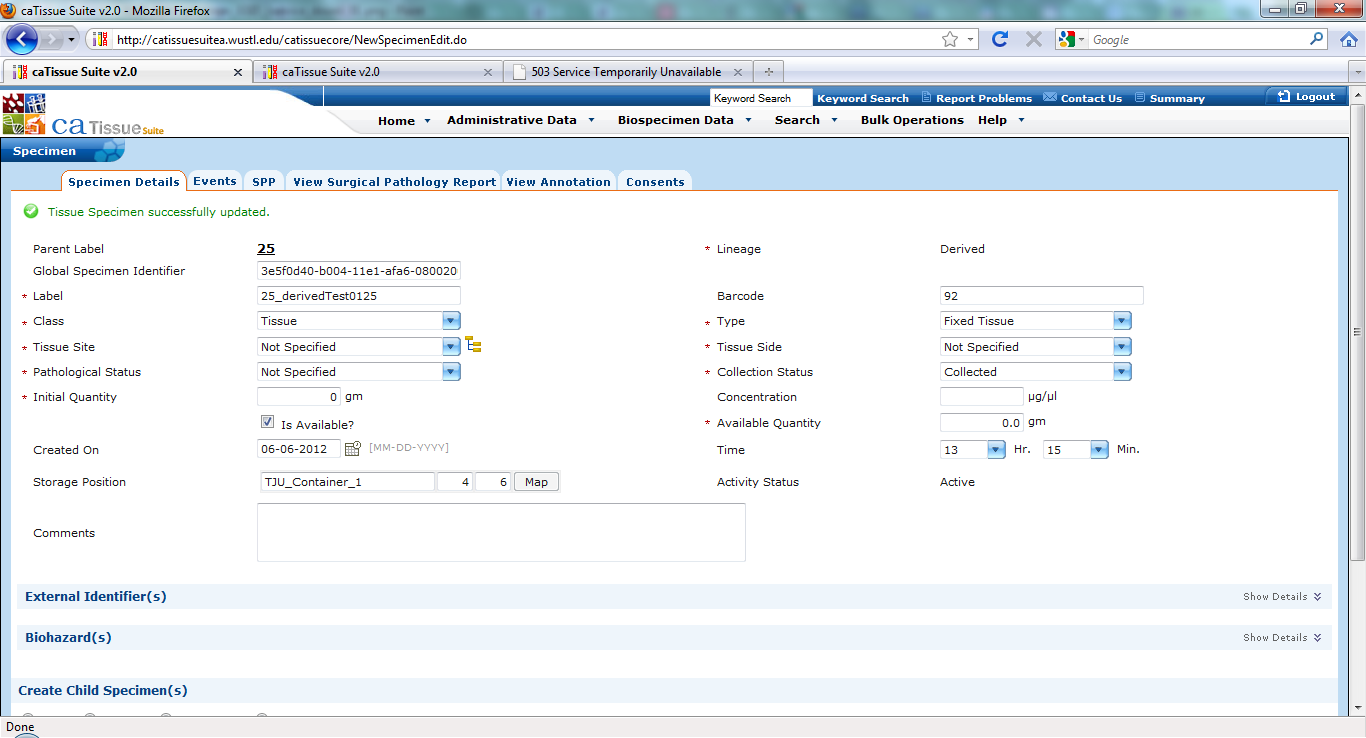 caTissue Suite v2.0 - Mozilla Firefox
http://catissuesuitea.wustl.edu/catissuecore/NewSpecimenEdit.do
Google
caTissue Suite v2.0
caTissue Suite v2.0
503 Service Temporarily Unavailable
Keyword Search
Keyword Search
Report Problems
Contact Us
Summary
Logout
ca Tissue Suite
Home
Administrative Data
Biospecimen Data
Search
Bulk Operations
Help
Specimen
Specimen Details
Events
SPP
View Surgical Pathology Report
View Annotation
Consents
Tissue Specimen successfully updated.
Parent Label 25
* Lineage Derived
Global Specimen Identifier 3e5f0d40-b004-11e1-afa6-080020
* Label 25_derivedTest0125
Barcode 92
* Class Tissue
* Type Fixed Tissue
* Tissue Site Not Specified
* Tissue Side Not Specified
* Pathological Status Not Specified
* Collection Status Collected
* Initial Quantity 0 gm
Concentration µg/µl
Is Available?
* Available Quantity 0.0 gm
Created On 06-06-2012 [MM-DD-YYYY]
Time 13 Hr. 15 Min.
Storage Position TJU_Container_1 4 6 Map
Activity Status Active
Comments
External Identifier(s) Show Details
Biohazard(s) Show Details
Create Child Specimen(s)
Done